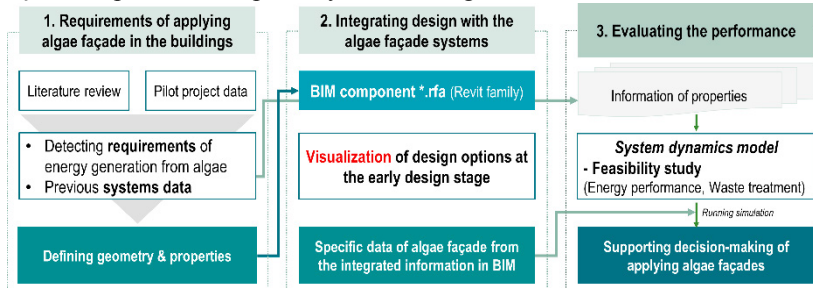 1. Requirements of applying
algae façade in the buildings
Literature review
Pilot project data
• Detecting requirements of
energy generation from algae
• Previous systems data
Defining geometry & properties
2. Integrating design with the
algae façade systems
BIM component *.rfa (Revit family)
Visualization of design options at
the early design stage
Specific data of algae façade from
the integrated information in BIM
3. Evaluating the performance
Information of properties
System dynamics model
- Feasibility study
(Energy performance, Waste treatment)
Running simulation
Supporting decision-making of
applying algae façades